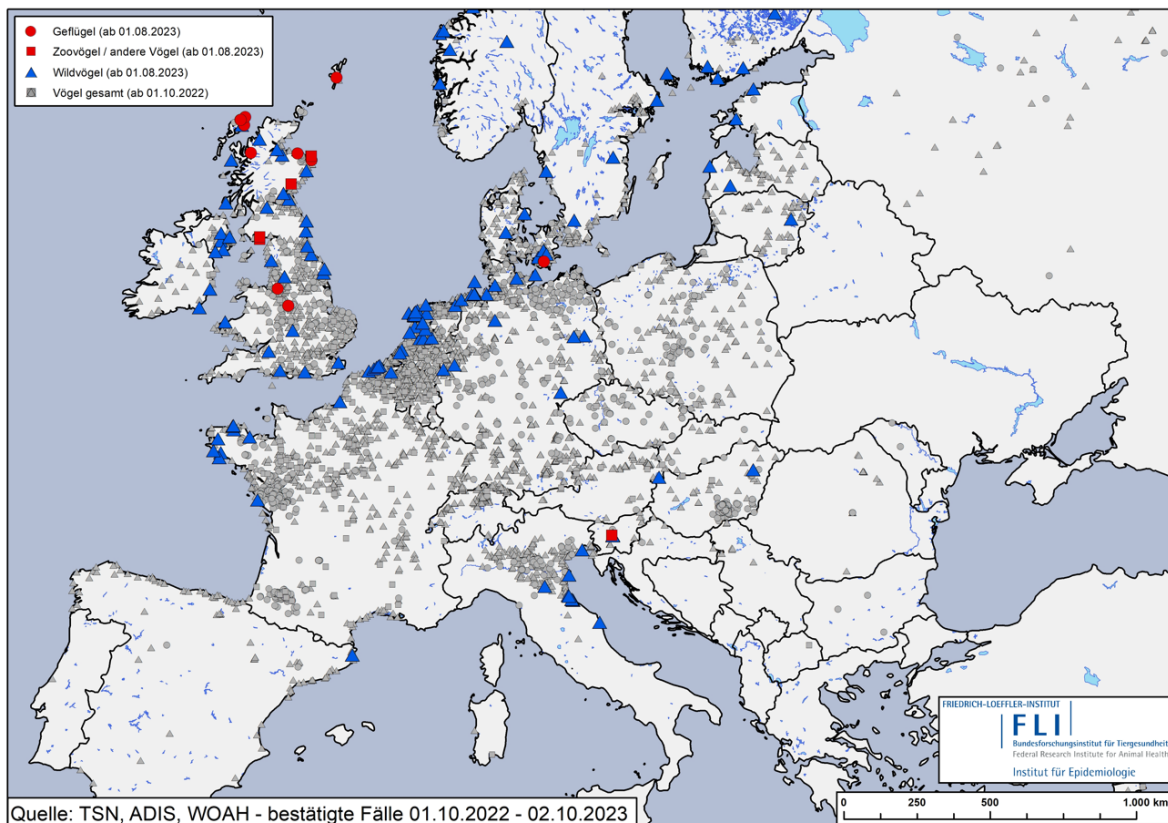 Geflügel (ab 01.08.2023)
Zoovögel / andere Vögel (ab 01.08.2023)
Wildvögel (ab 01.08.2023)
Vögel gesamt (ab 01.10.2022)
FRIEDRICH-LOEFFLER-INSTITUT
FLI
Bundesforschungsinstitut für Tiergesundheit
Federal Research Institute for Animal Health
Institut für Epidemiologie
Quelle: TSN, ADIS, WOAH - bestätigte Fälle 01.10.2022 - 02.10.2023
0 250 500 1.000 km